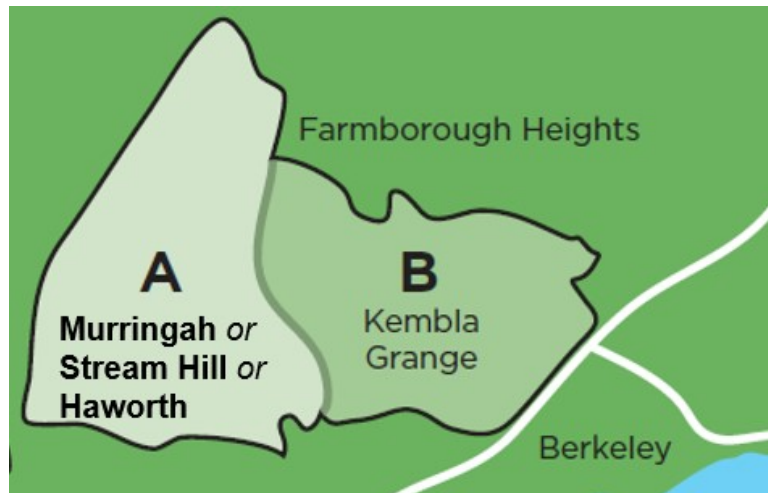 Farmborough Heights
A
Murringah or
Stream Hill or
Haworth
B
Kembla
Grange
Berkeley